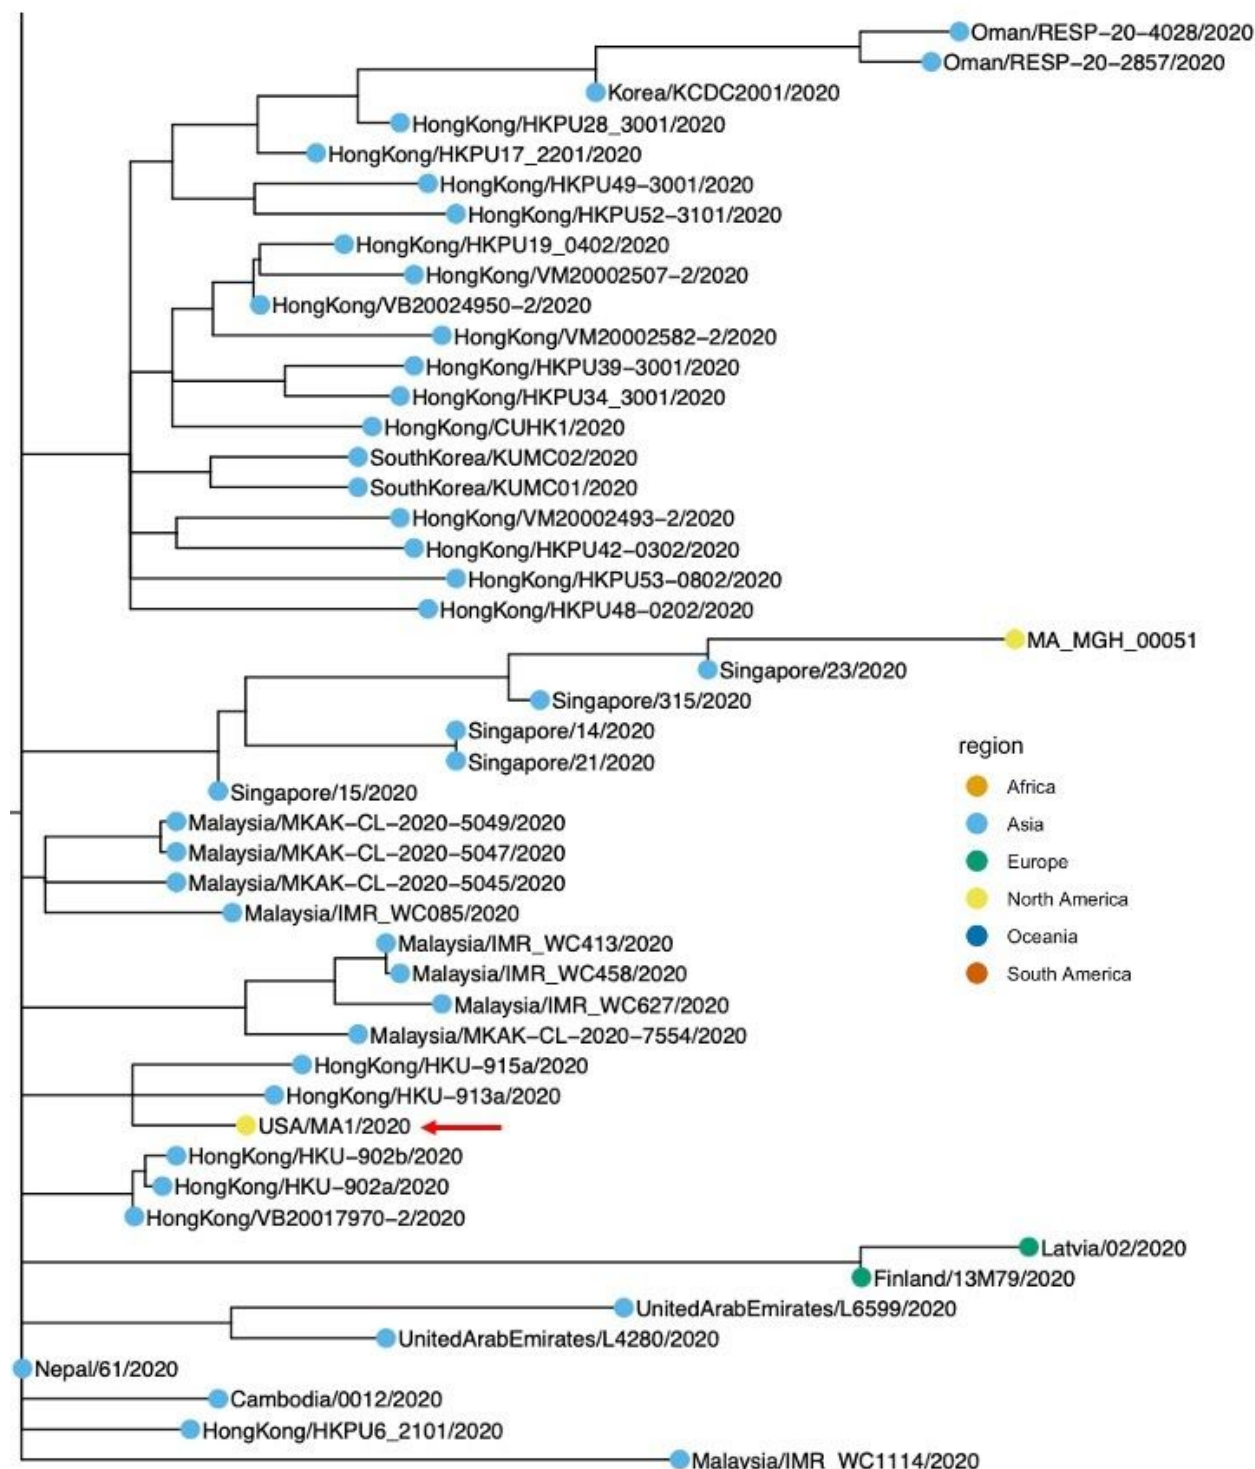 Oman/RESP−20−4028/2020
Oman/RESP−20−2857/2020
Korea/KCDC2001/2020
HongKong/HKPU28_3001/2020
HongKong/HKPU17_2201/2020
HongKong/HKPU49−3001/2020
HongKong/HKPU52−3101/2020
HongKong/HKPU19_0402/2020
HongKong/VM20002507−2/2020
HongKong/VB20024950−2/2020
HongKong/VM20002582−2/2020
HongKong/HKPU39−3001/2020
HongKong/HKPU34_3001/2020
HongKong/CUHK1/2020
SouthKorea/KUMC02/2020
SouthKorea/KUMC01/2020
HongKong/VM20002493−2/2020
HongKong/HKPU42−0302/2020
HongKong/HKPU53−0802/2020
HongKong/HKPU48−0202/2020
MA_MGH_00051
Singapore/23/2020
Singapore/315/2020
Singapore/14/2020
Singapore/21/2020
Singapore/15/2020
Malaysia/MKAK−CL−2020−5049/2020
Malaysia/MKAK−CL−2020−5047/2020
Malaysia/MKAK−CL−2020−5045/2020
Malaysia/IMR_WC085/2020
Malaysia/IMR_WC413/2020
Malaysia/IMR_WC458/2020
Malaysia/IMR_WC627/2020
Malaysia/MKAK−CL−2020−7554/2020
HongKong/HKU−915a/2020
HongKong/HKU−913a/2020
USA/MA1/2020
HongKong/HKU−902b/2020
HongKong/HKU−902a/2020
HongKong/VB20017970−2/2020
Latvia/02/2020
Finland/13M79/2020
UnitedArabEmirates/L6599/2020
UnitedArabEmirates/L4280/2020
Nepal/61/2020
Cambodia/0012/2020
HongKong/HKPU6_2101/2020
Malaysia/IMR_WC1114/2020
region
Africa
Asia
Europe
North America
Oceania
South America